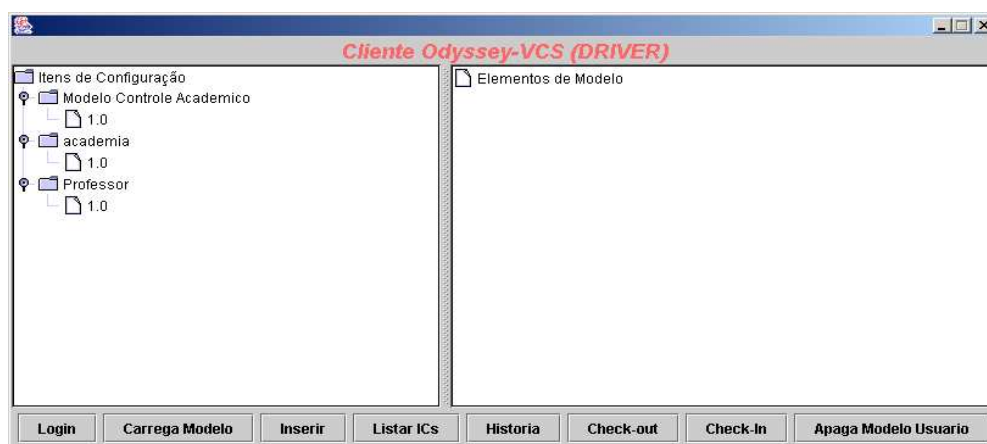 Cliente Odyssey-VCS (DRIVER)
Itens de Configuração
Modelo Controle Academico
1.0
academia
1.0
Professor
1.0
Elementos de Modelo
Login Carrega Modelo Inserir Listar ICs Historia Check-out Check-In Apaga Modelo Usuario